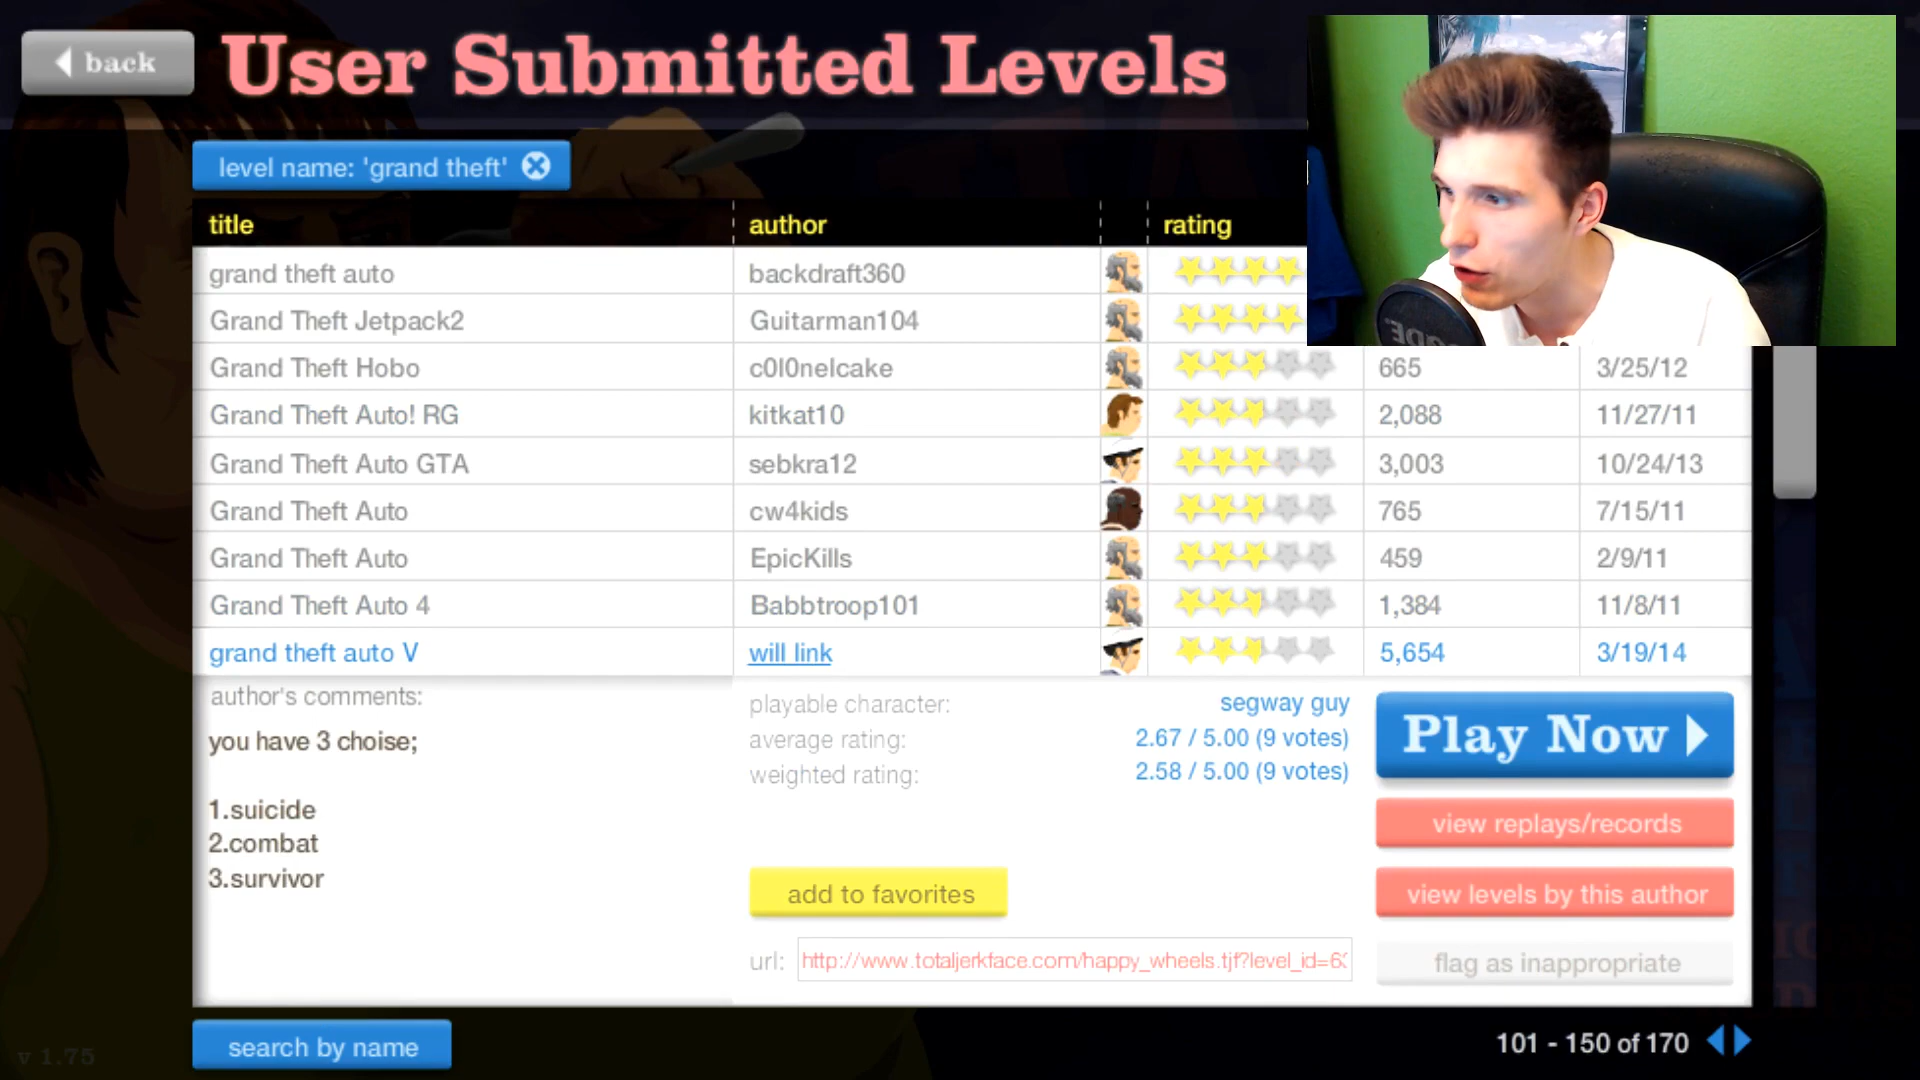 back
User Submitted Levels
level name: 'grand theft'
title author rating
grand theft auto backdraft360
Grand Theft Jetpack2 Guitarman104
Grand Theft Hobo c0l0nelcake 665 3/25/12
Grand Theft Auto! RG kitkat10 2,088 11/27/11
Grand Theft Auto GTA sebkra12 3,003 10/24/13
Grand Theft Auto cw4kids 765 7/15/11
Grand Theft Auto EpicKills 459 2/9/11
Grand Theft Auto 4 Babbtroop101 1,384 11/8/11
grand theft auto V will link 5,654 3/19/14
author's comments:
you have 3 choise;
1.suicide
2.combat
3.survivor
playable character: segway guy
average rating: 2.67 / 5.00 (9 votes)
weighted rating: 2.58 / 5.00 (9 votes)
add to favorites
url: http://www.totaljerkface.com/happy_wheels.tjf?level_id=6
Play Now
view replays/records
view levels by this author
flag as inappropriate
search by name
101 - 150 of 170
v 1.75